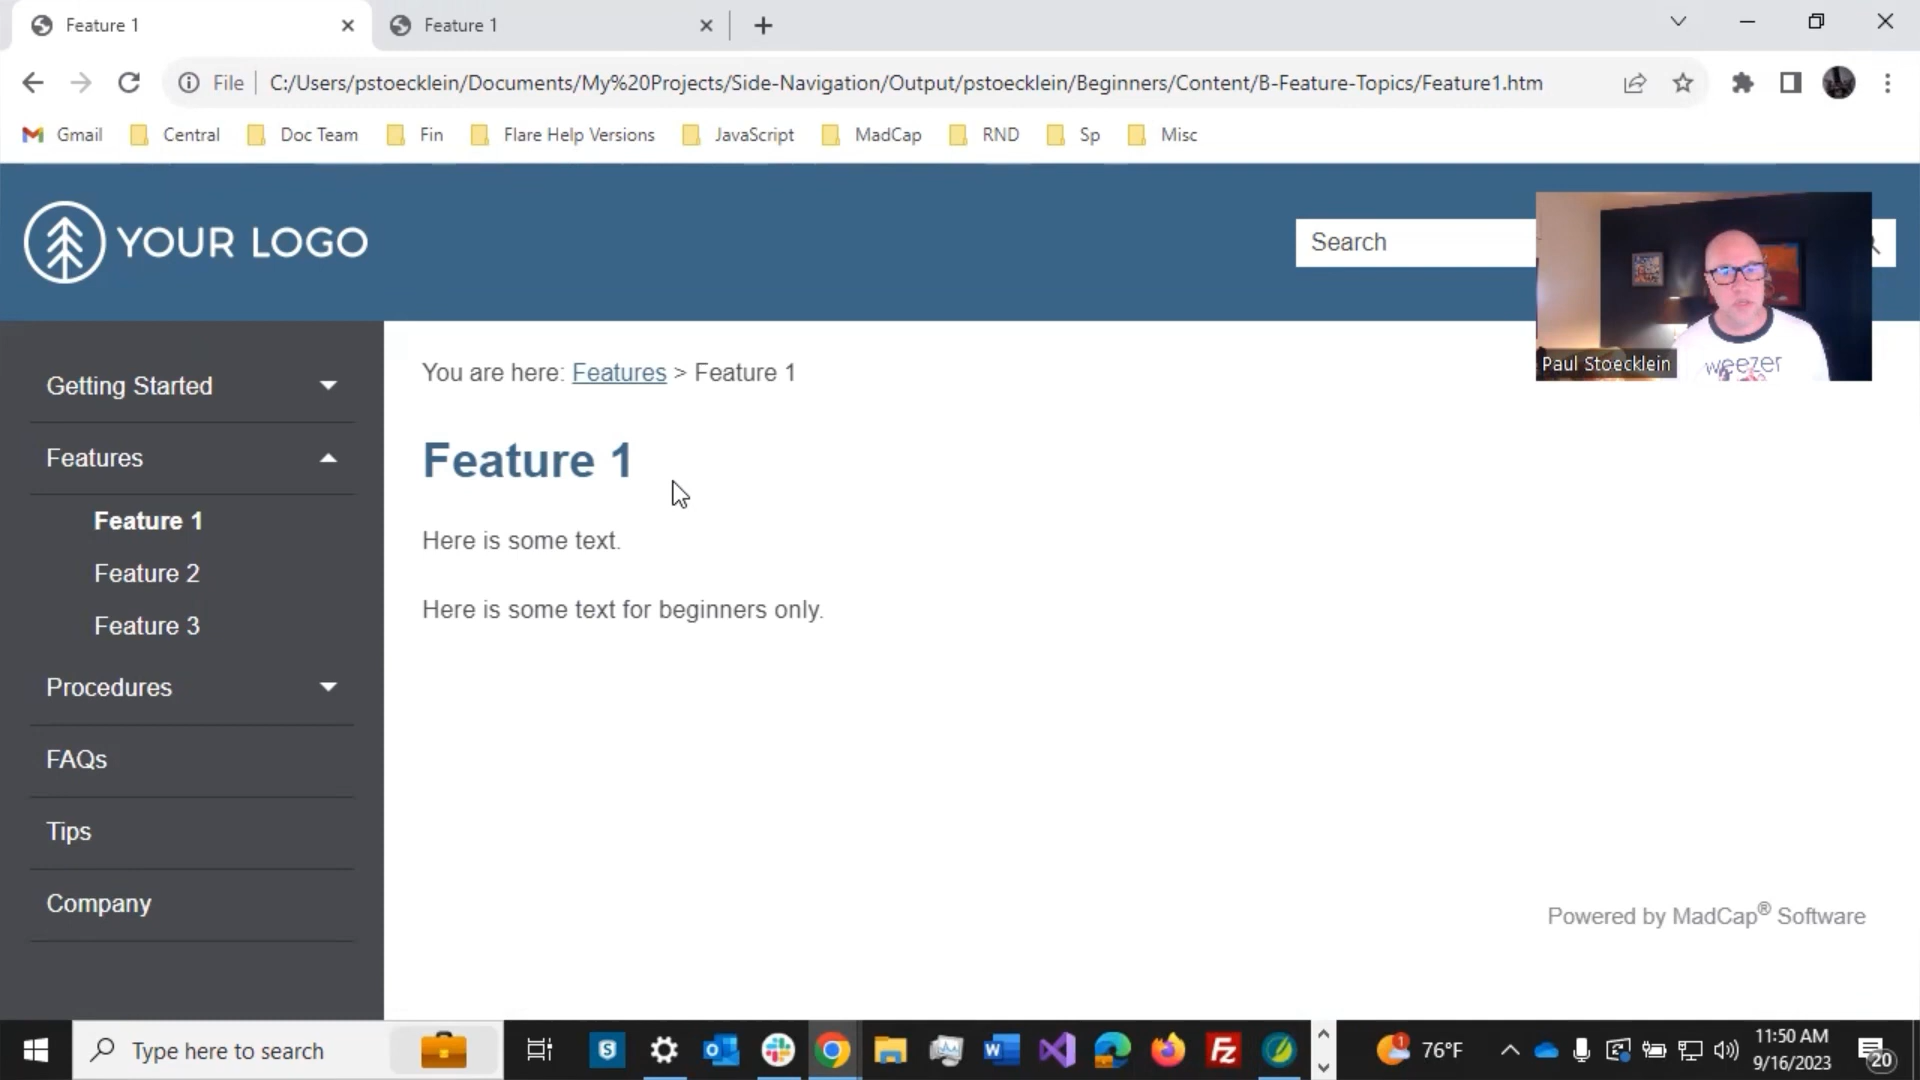 Feature 1
Feature 1
File
C:/Users/pstoecklein/Documents/My%20Projects/Side-Navigation/Output/pstoecklein/Beginners/Content/B-Feature-Topics/Feature1.htm
Gmail Central Doc Team Fin Flare Help Versions JavaScript MadCap RND Sp Misc
YOUR LOGO
Search
Paul Stoecklein
weezer
Getting Started
Features
Feature 1
Feature 2
Feature 3
Procedures
FAQs
Tips
Company
You are here: Features > Feature 1
Feature 1
Here is some text.
Here is some text for beginners only.
Powered by MadCap® Software
Type here to search
76°F
11:50 AM
9/16/2023
20